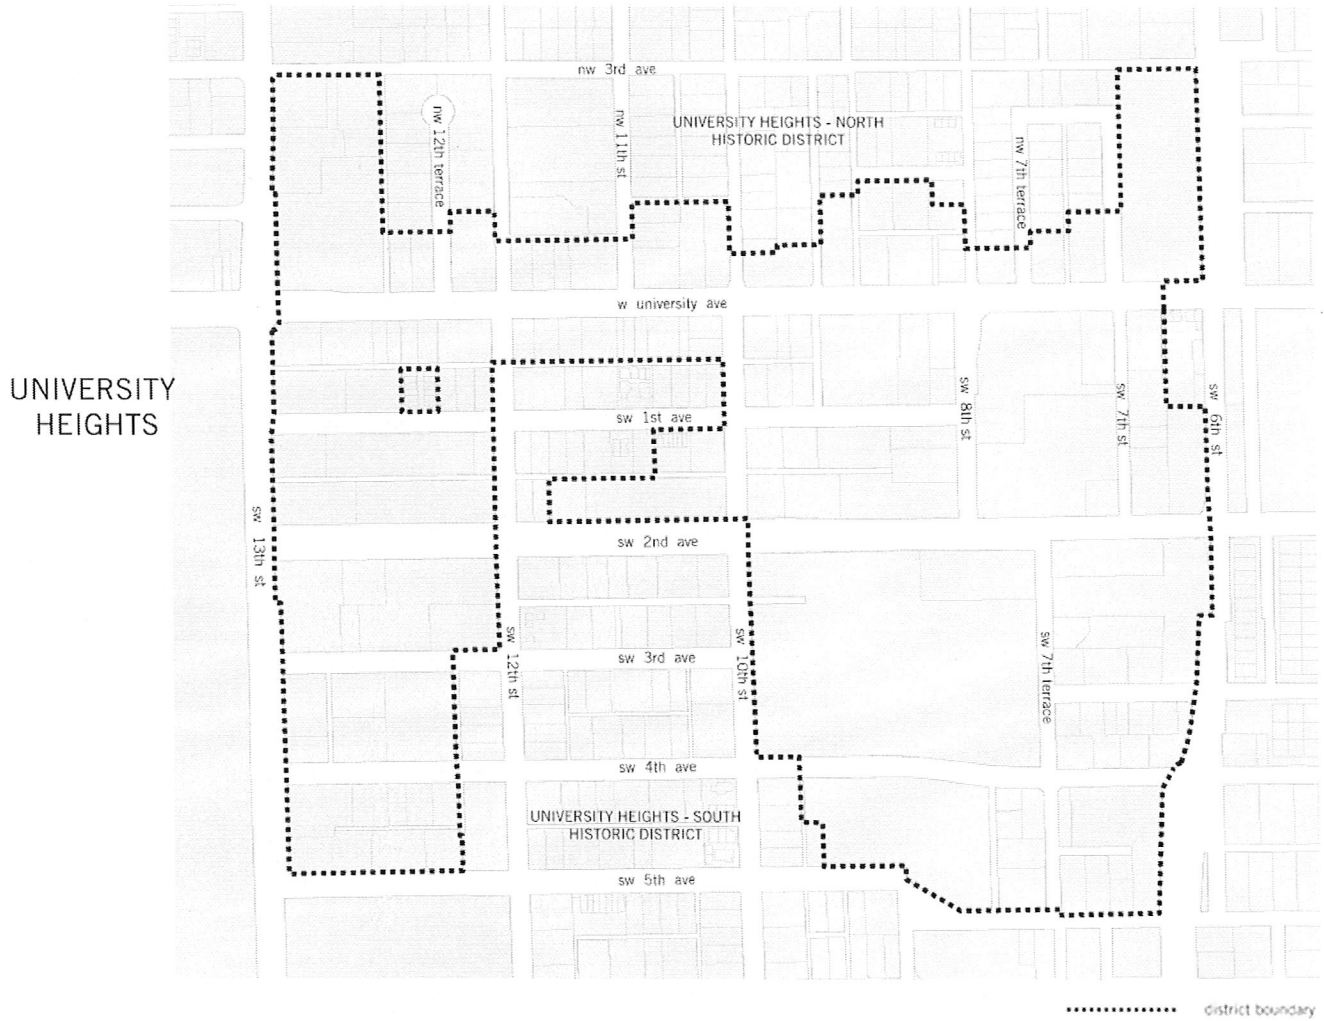 nw 3rd ave
UNIVERSITY HEIGHTS - NORTH
HISTORIC DISTRICT
nw 12th terrace
nw 11th st
nw 7th terrace
w university ave
UNIVERSITY
HEIGHTS
sw 1st ave
sw 8th st
sw 7th st
sw 6th st
sw 13th st
sw 2nd ave
sw 12th st
sw 3rd ave
sw 10th st
sw 7th terrace
sw 4th ave
UNIVERSITY HEIGHTS - SOUTH
HISTORIC DISTRICT
sw 5th ave
district boundary